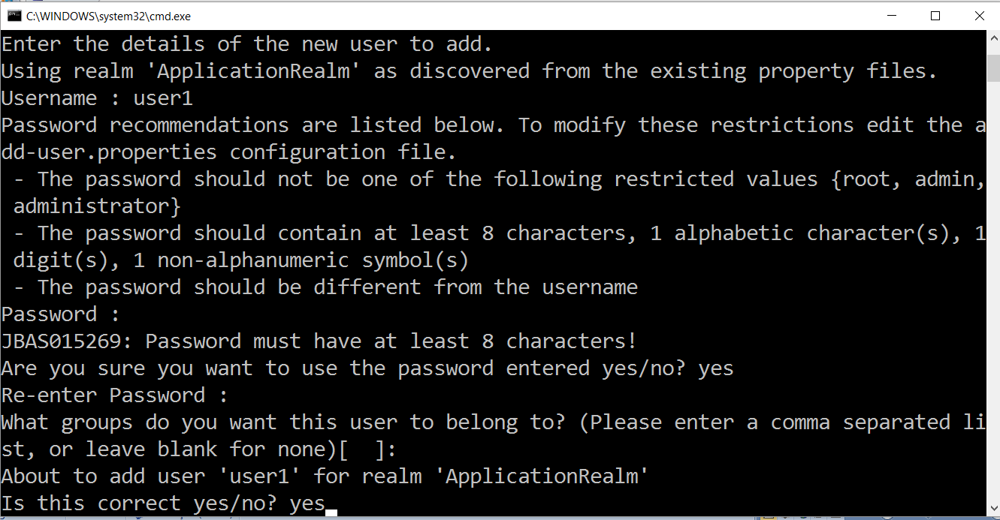 C:\WINDOWS\system32\cmd.exe
Enter the details of the new user to add.
Using realm 'ApplicationRealm' as discovered from the existing property files.
Username : user1
Password recommendations are listed below. To modify these restrictions edit the a
dd-user.properties configuration file.
 - The password should not be one of the following restricted values {root, admin,
 administrator}
 - The password should contain at least 8 characters, 1 alphabetic character(s), 1
 digit(s), 1 non-alphanumeric symbol(s)
 - The password should be different from the username
Password :
JBAS015269: Password must have at least 8 characters!
Are you sure you want to use the password entered yes/no? yes
Re-enter Password :
What groups do you want this user to belong to? (Please enter a comma separated li
st, or leave blank for none)[  ]:
About to add user 'user1' for realm 'ApplicationRealm'
Is this correct yes/no? yes